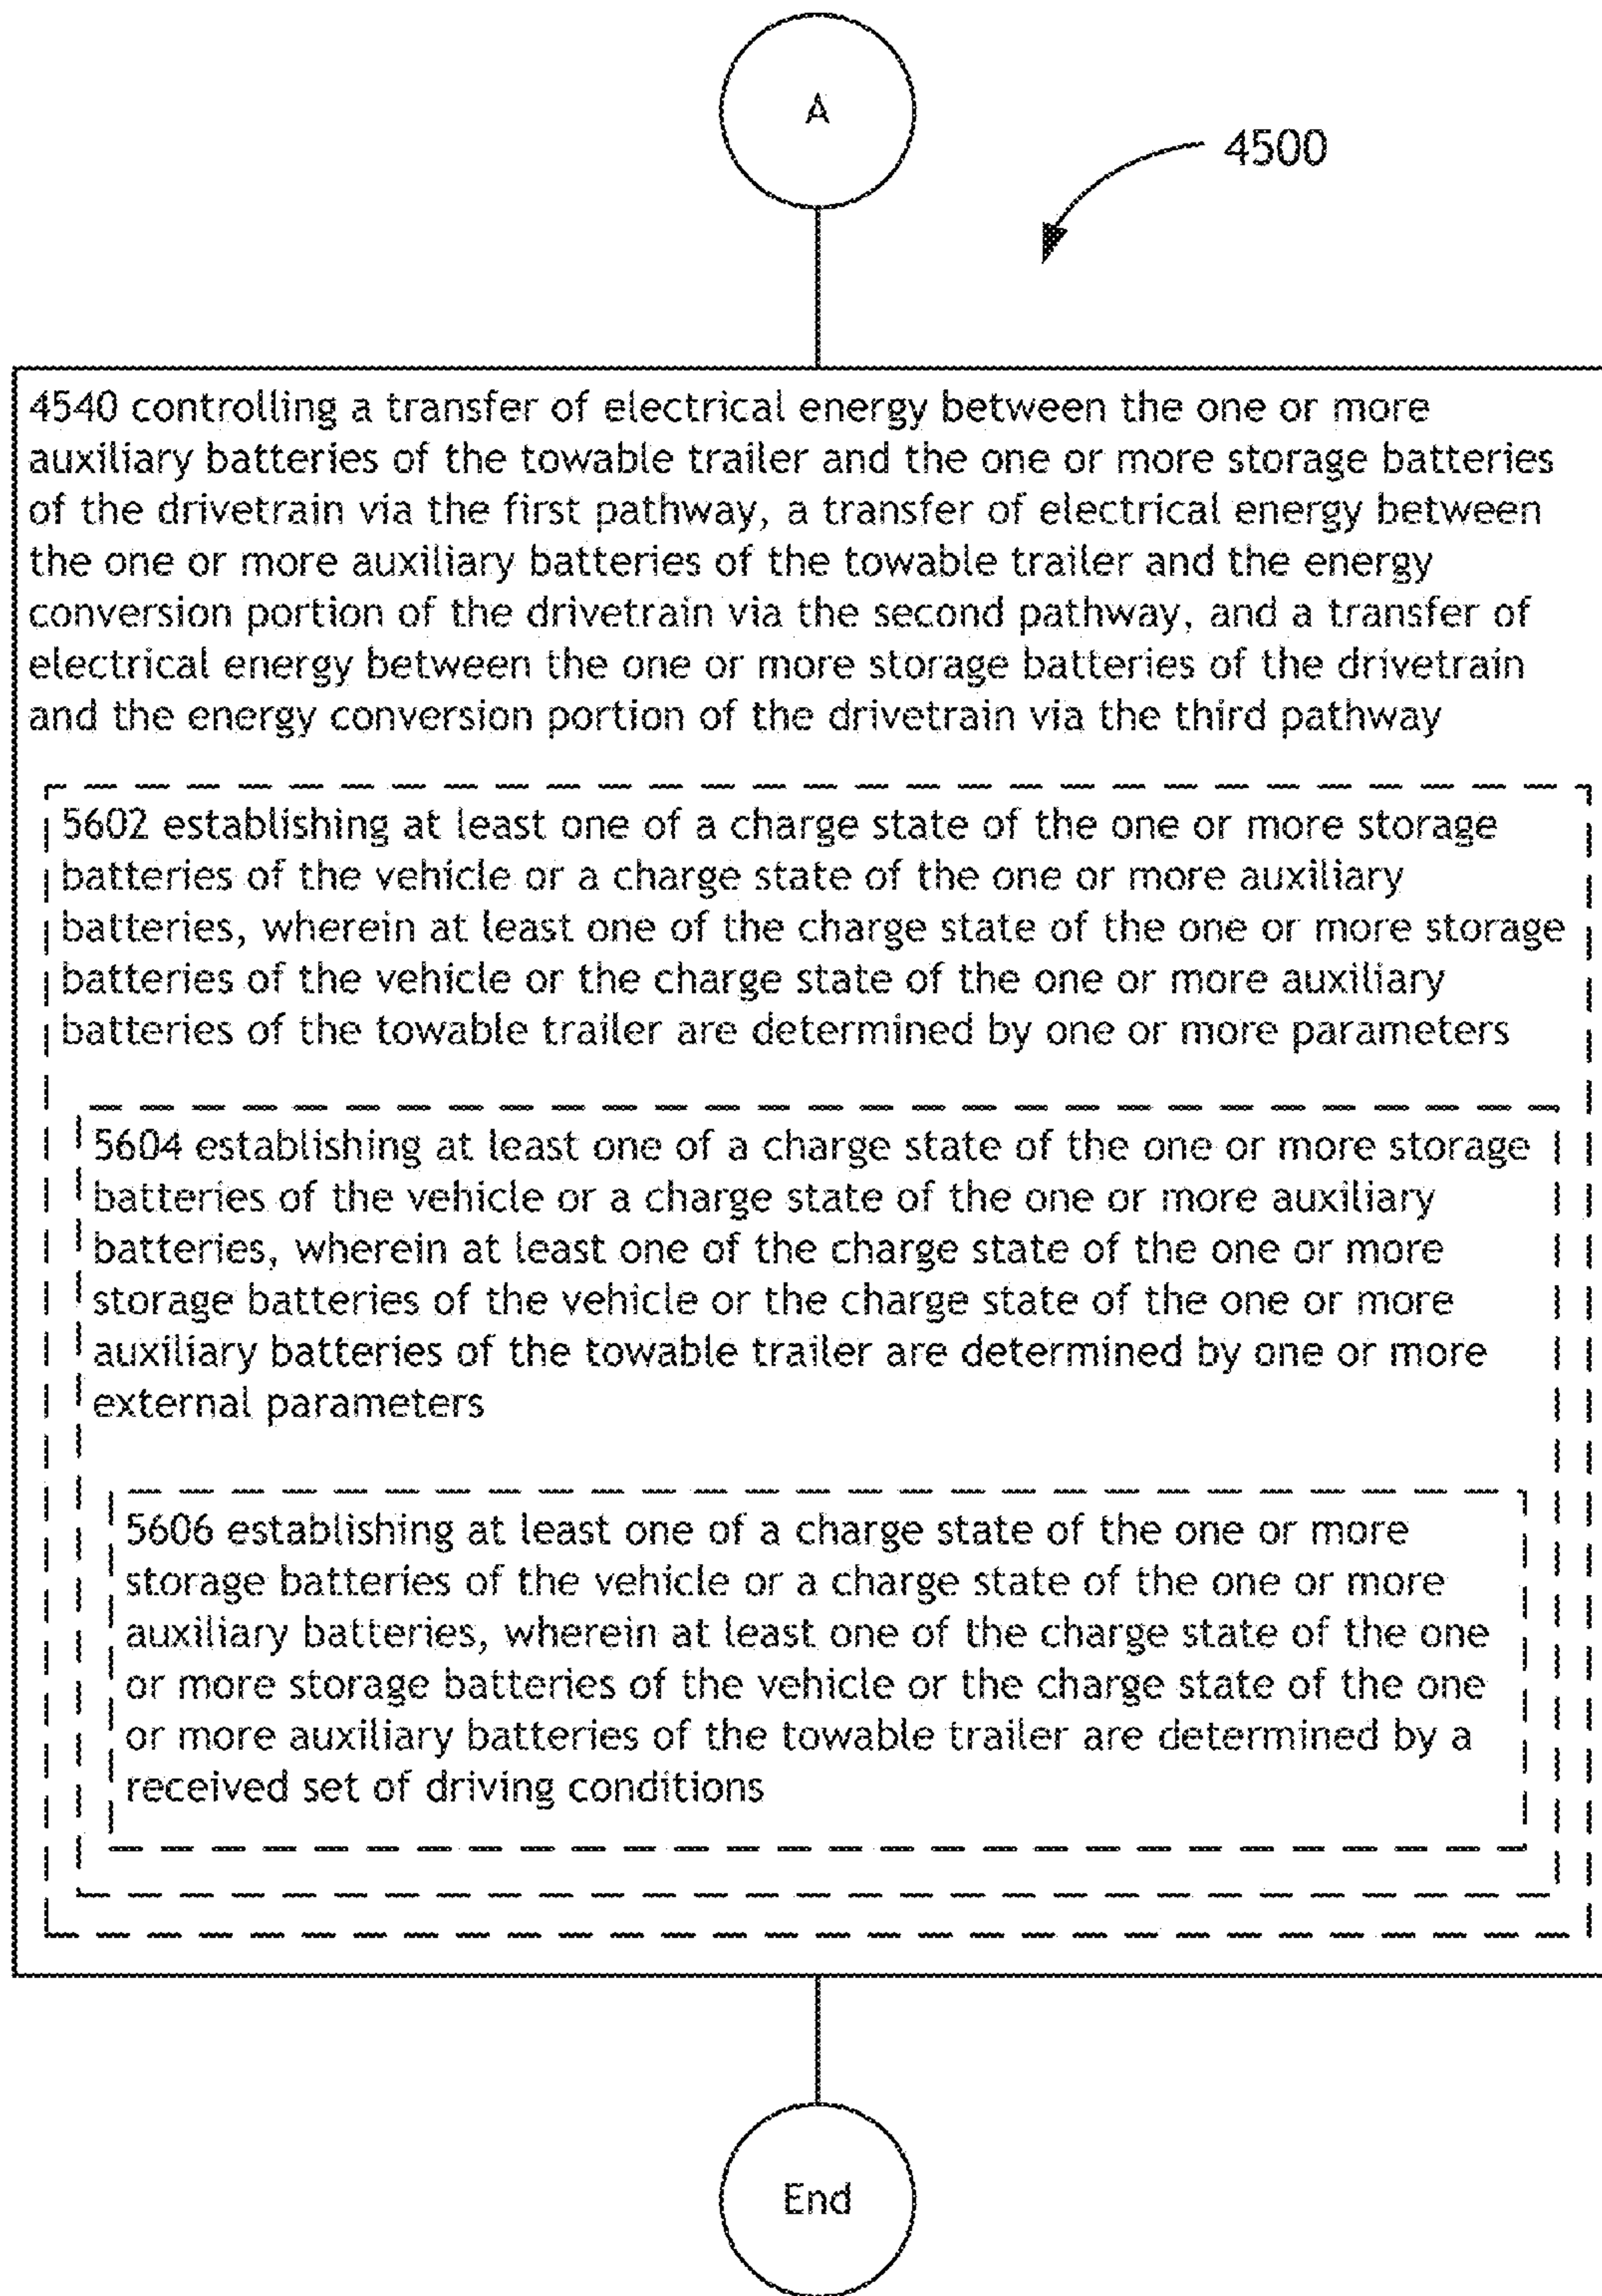 A
4500
4540 controlling a transfer of electrical energy between the one or more
auxiliary batteries of the towable trailer and the one or more storage batteries
of the drivetrain via the first pathway, a transfer of electrical energy between
the one or more auxiliary batteries of the towable trailer and the energy
conversion portion of the drivetrain via the second pathway, and a transfer of
electrical energy between the one or more storage batteries of the drivetrain
and the energy conversion portion of the drivetrain via the third pathway
5602 establishing at least one of a charge state of the one or more storage
batteries of the vehicle or a charge state of the one or more auxiliary
batteries, wherein at least one of the charge state of the one or more storage
batteries of the vehicle or the charge state of the one or more auxiliary
batteries of the towable trailer are determined by one or more parameters
5604 establishing at least one of a charge state of the one or more storage
batteries of the vehicle or a charge state of the one or more auxiliary
batteries, wherein at least one of the charge state of the one or more
storage batteries of the vehicle or the charge state of the one or more
auxiliary batteries of the towable trailer are determined by one or more
external parameters
5606 establishing at least one of a charge state of the one or more
storage batteries of the vehicle or a charge state of the one or more
auxiliary batteries, wherein at least one of the charge state of the one
or more storage batteries of the vehicle or the charge state of the one
or more auxiliary batteries of the towable trailer are determined by a
received set of driving conditions
End